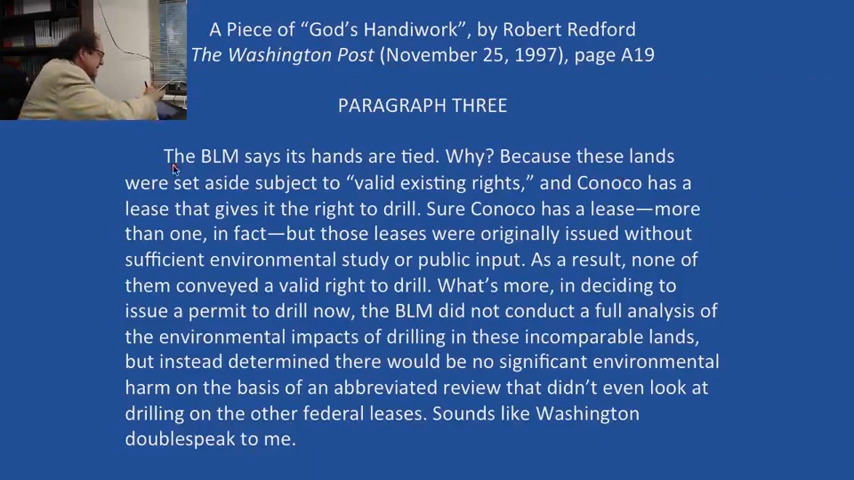 A Piece of “God’s Handiwork”, by Robert Redford
The Washington Post (November 25, 1997), page A19
PARAGRAPH THREE
The BLM says its hands are tied. Why? Because these lands
were set aside subject to “valid existing rights,” and Conoco has a
lease that gives it the right to drill. Sure Conoco has a lease—more
than one, in fact—but those leases were originally issued without
sufficient environmental study or public input. As a result, none of
them conveyed a valid right to drill. What’s more, in deciding to
issue a permit to drill now, the BLM did not conduct a full analysis of
the environmental impacts of drilling in these incomparable lands,
but instead determined there would be no significant environmental
harm on the basis of an abbreviated review that didn’t even look at
drilling on the other federal leases. Sounds like Washington
doublespeak to me.